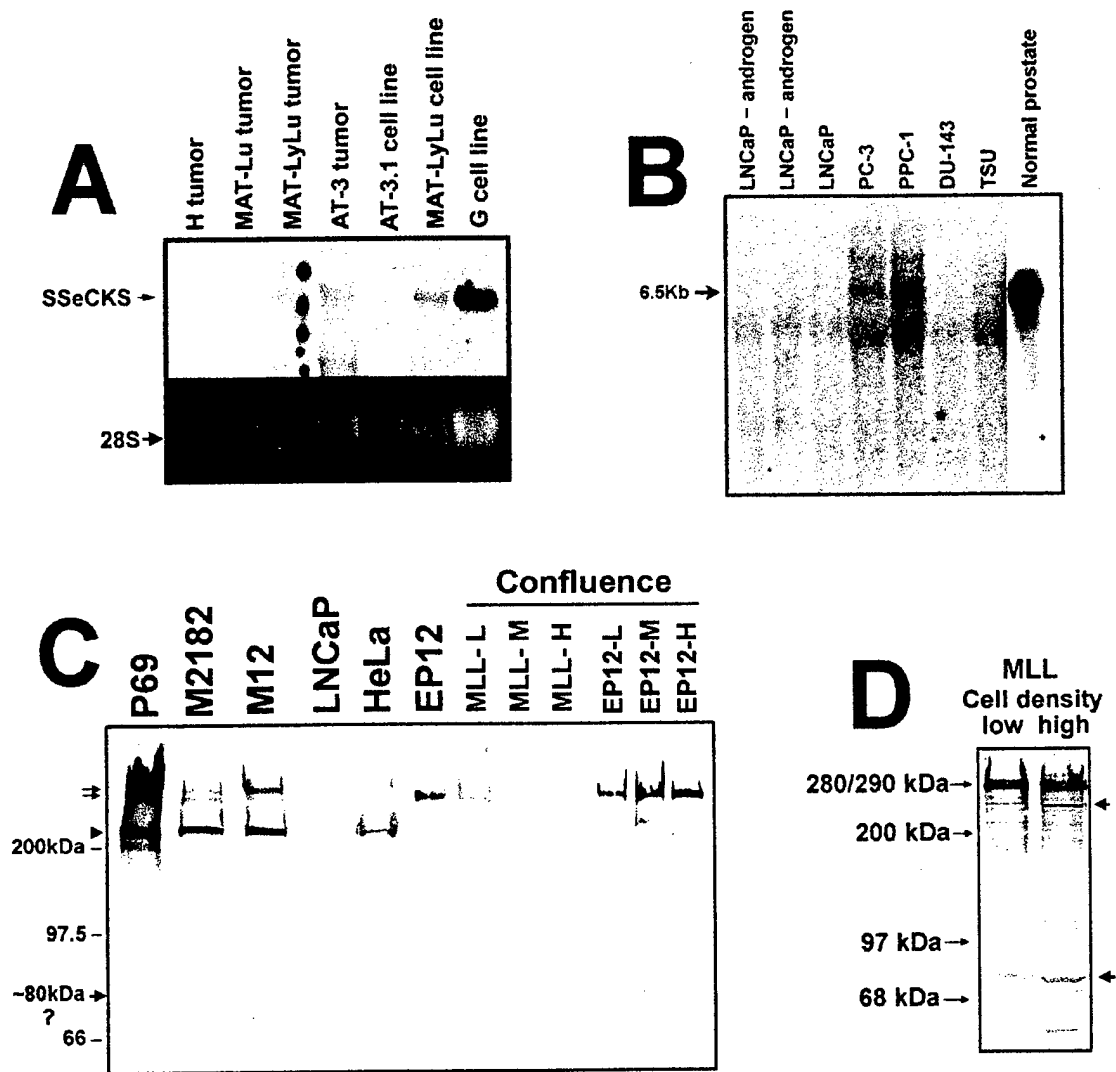 A
H tumor
MAT-Lu tumor
MAT-LyLu tumor
AT-3 tumor
AT-3.1 cell line
MAT-LyLu cell line
G cell line
SSeCKS
28S
B
LNCaP – androgen
LNCaP – androgen
LNCaP
PC-3
PPC-1
DU-143
TSU
Normal prostate
6.5Kb
C
Confluence
P69
M2182
M12
LNCaP
HeLa
EP12
MLL- L
MLL- M
MLL- H
EP12-L
EP12-M
EP12-H
200kDa
97.5
~80kDa
?
66
D
MLL
Cell density
low high
280/290 kDa
200 kDa
97 kDa
68 kDa